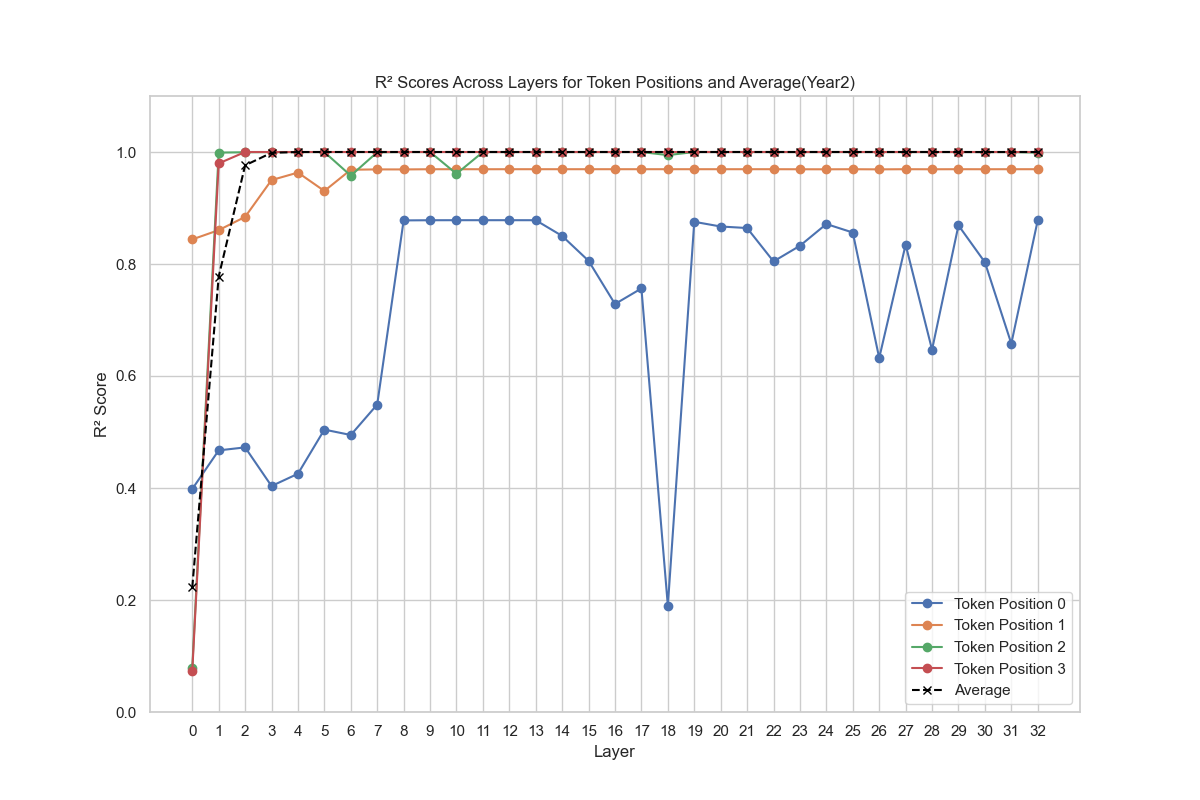 R² Scores Across Layers for Token Positions and Average(Year2)
1.0
0.8
0.6
0.4
0.2
0.0
R² Score
0 1 2 3 4 5 6 7 8 9 10 11 12 13 14 15 16 17 18 19 20 21 22 23 24 25 26 27 28 29 30 31 32
Layer
Token Position 0
Token Position 1
Token Position 2
Token Position 3
Average